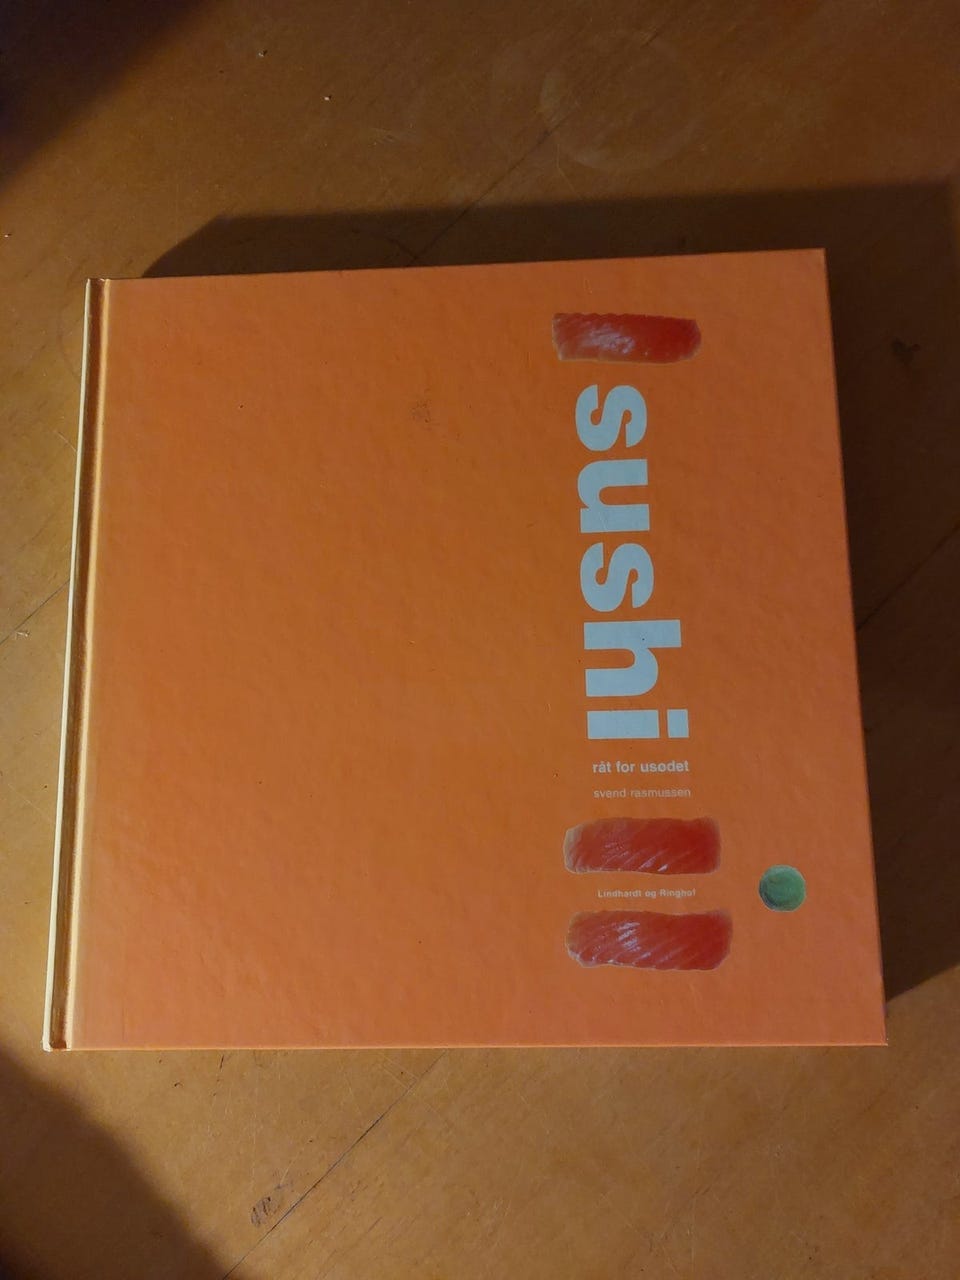 sushi
råt for usødet
svend rasmussen
Lindhardt og Ringhof